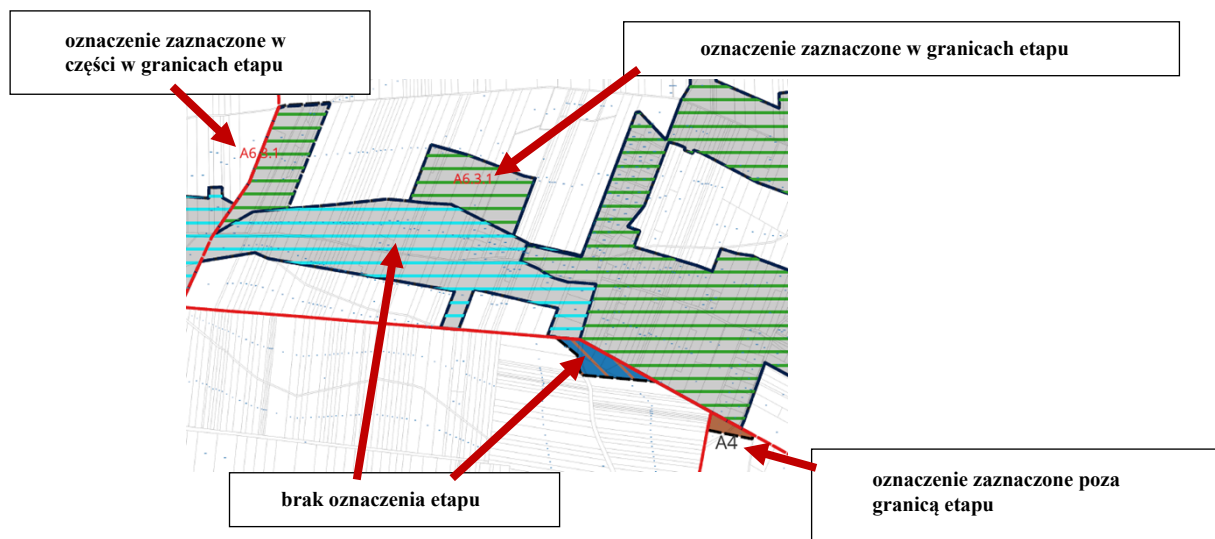 oznaczenie zaznaczone w
części w granicach etapu
oznaczenie zaznaczone w granicach etapu
A6.3.1
A6.3.1
A4
brak oznaczenia etapu
oznaczenie zaznaczone poza
granicą etapu